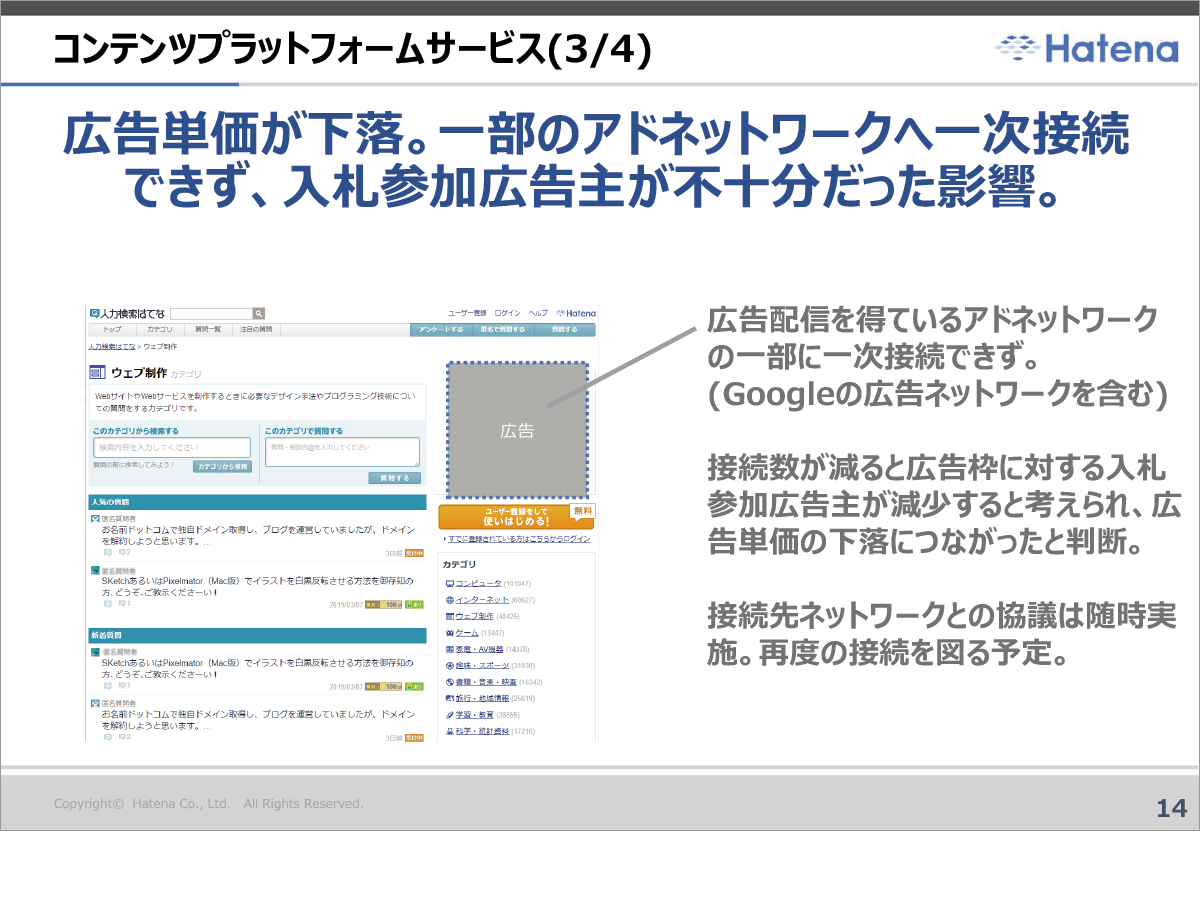 コンテンツプラットフォームサービス(3/4)
Hatena
広告単価が下落。一部のアドネットワークへ一次接続
できず、入札参加広告主が不十分だった影響。
人力検索はてな
ユーザー登録 ログイン ヘルプ Hatena
トップ カテゴリ 質問一覧 注目の質問 アンケートする 匿名で質問する 質問する
人力検索はてな > ウェブ制作
ウェブ制作 カテゴリ
WebサイトやWebサービスを制作するときに必要なデザイン手法やプログラミング技術につい
ての質問をするカテゴリです。
このカテゴリから検索する
検索内容を入力してください
質問の前に検索してみよう！ カテゴリから検索
このカテゴリで質問する
質問・相談内容を入力してください
質問する
人気の質問
匿名質問者
お名前ドットコムで独自ドメイン取得し、ブログを運営していましたが、ドメイン
を解約しようと思います。...
2
3日前 受付中
匿名質問者
SKetchあるいはPixelmator（Mac版）でイラストを白黒反転させる方法を御存知の
方、どうぞ、ご教示くださーい！
1
2019/03/07 100
新着質問
匿名質問者
SKetchあるいはPixelmator（Mac版）でイラストを白黒反転させる方法を御存知の
方、どうぞ、ご教示くださーい！
1
2019/03/07 100
匿名質問者
お名前ドットコムで独自ドメイン取得し、ブログを運営していましたが、ドメイン
を解約しようと思います。...
2
3日前 受付中
広告
ユーザー登録をして
使いはじめる！
無料
すでに登録されている方はこちらからログイン
カテゴリ
コンピュータ (101047)
インターネット (60627)
ウェブ制作 (40425)
ゲーム (13447)
家電・AV機器 (14378)
趣味・スポーツ (31830)
書籍・音楽・映画 (18242)
旅行・地域情報 (25619)
学習・教育 (28555)
科学・統計資料 (17216)
広告配信を得ているアドネットワーク
の一部に一次接続できず。
(Googleの広告ネットワークを含む)
接続数が減ると広告枠に対する入札
参加広告主が減少すると考えられ、広
告単価の下落につながったと判断。
接続先ネットワークとの協議は随時実
施。再度の接続を図る予定。
Copyright© Hatena Co., Ltd. All Rights Reserved.
14